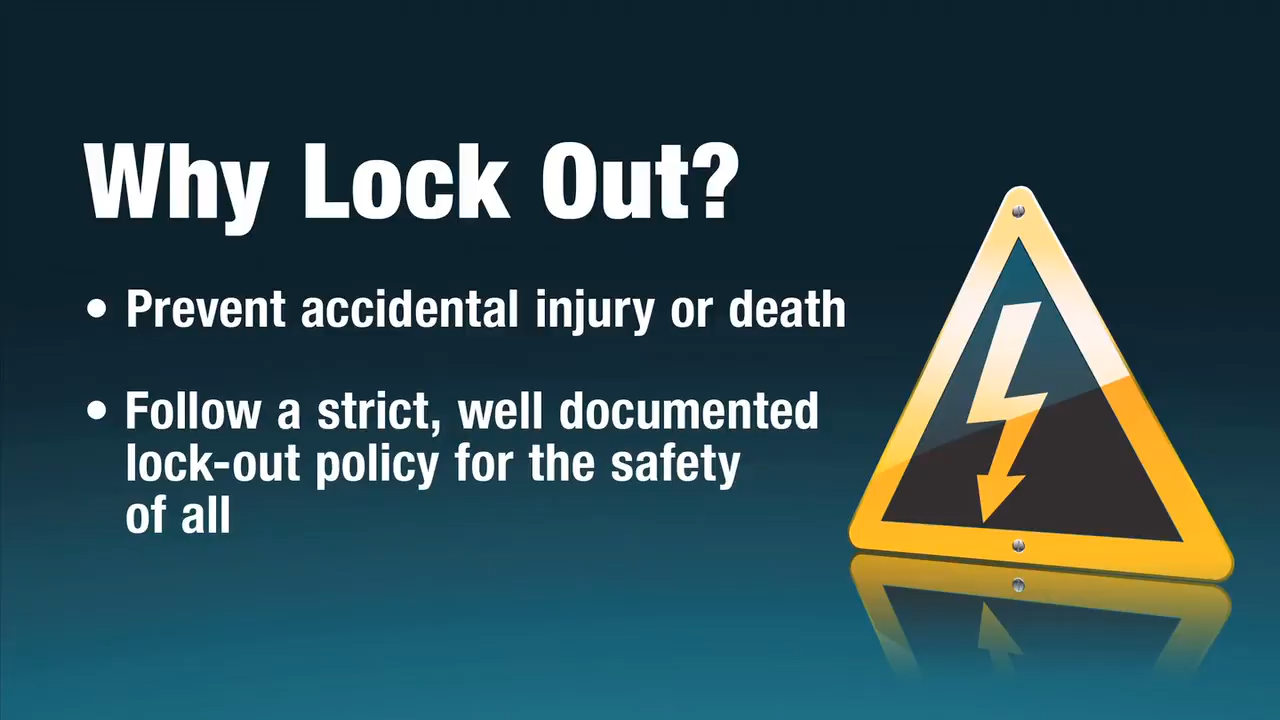 Why Lock Out?
• Prevent accidental injury or death
• Follow a strict, well documented
lock-out policy for the safety
of all